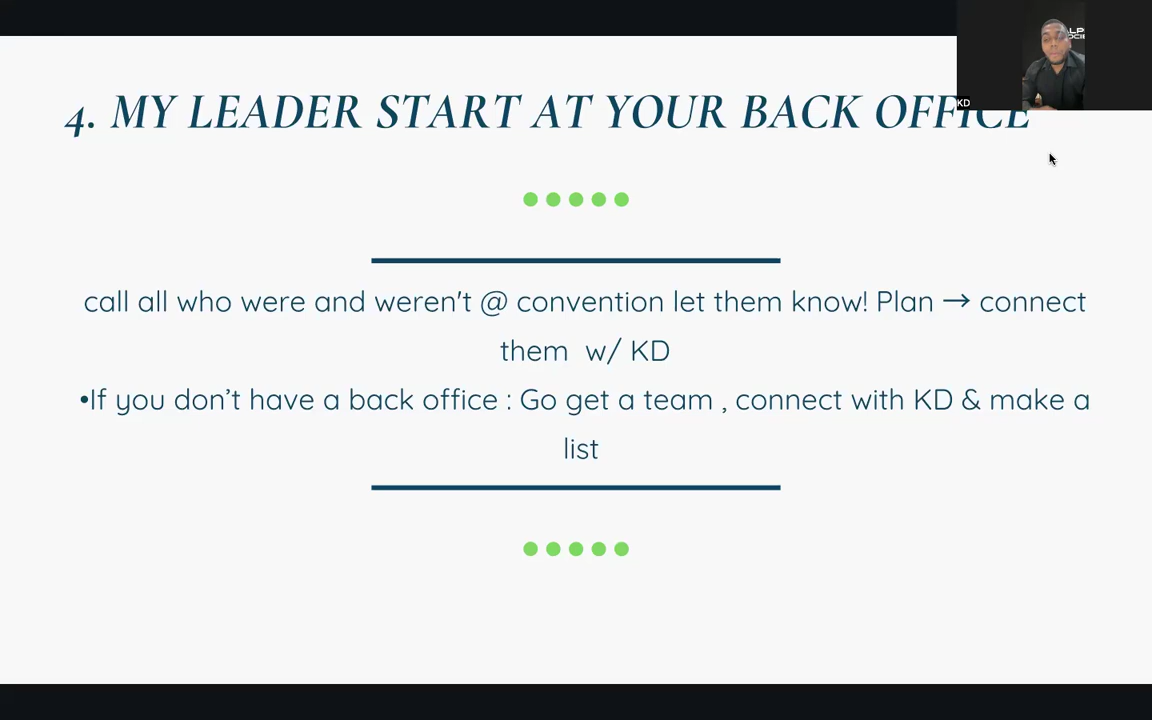 4. MY LEADER START AT YOUR BACK OFFICE
KD
call all who were and weren't @ convention let them know! Plan → connect
them w/ KD
•If you don’t have a back office : Go get a team , connect with KD & make a
list